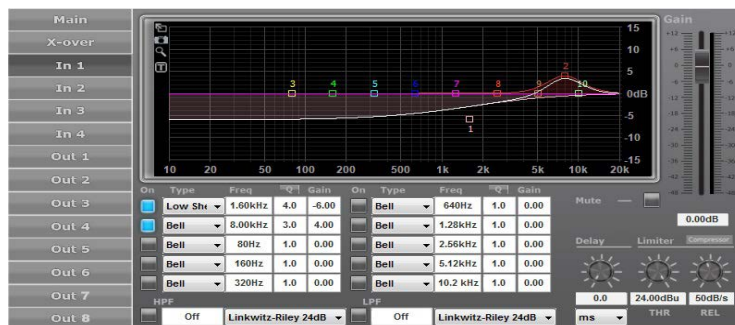 Main
X-over
In 1
In 2
In 3
In 4
Out 1
Out 2
Out 3
Out 4
Out 5
Out 6
Out 7
Out 8
T
15
10
5
0dB
-5
-10
-15
3 4 5 6 7 8 9 2 10
1
10 20 50 100 200 500 1k 2k 5k 10k 20k
On Type Freq Q Gain
Low She 1.60kHz 4.0 -6.00
Bell 8.00kHz 3.0 4.00
Bell 80Hz 1.0 0.00
Bell 160Hz 1.0 0.00
Bell 320Hz 1.0 0.00
HPF
Off Linkwitz-Riley 24dB
On Type Freq Q Gain
Bell 640Hz 1.0 0.00
Bell 1.28kHz 1.0 0.00
Bell 2.56kHz 1.0 0.00
Bell 5.12kHz 1.0 0.00
Bell 10.2 kHz 1.0 0.00
LPF
Off Linkwitz-Riley 24dB
Gain
+12 +12
Mute
0.00dB
Delay Limiter Compressor
0.0 24.00dBu 50dB/s
ms THR REL